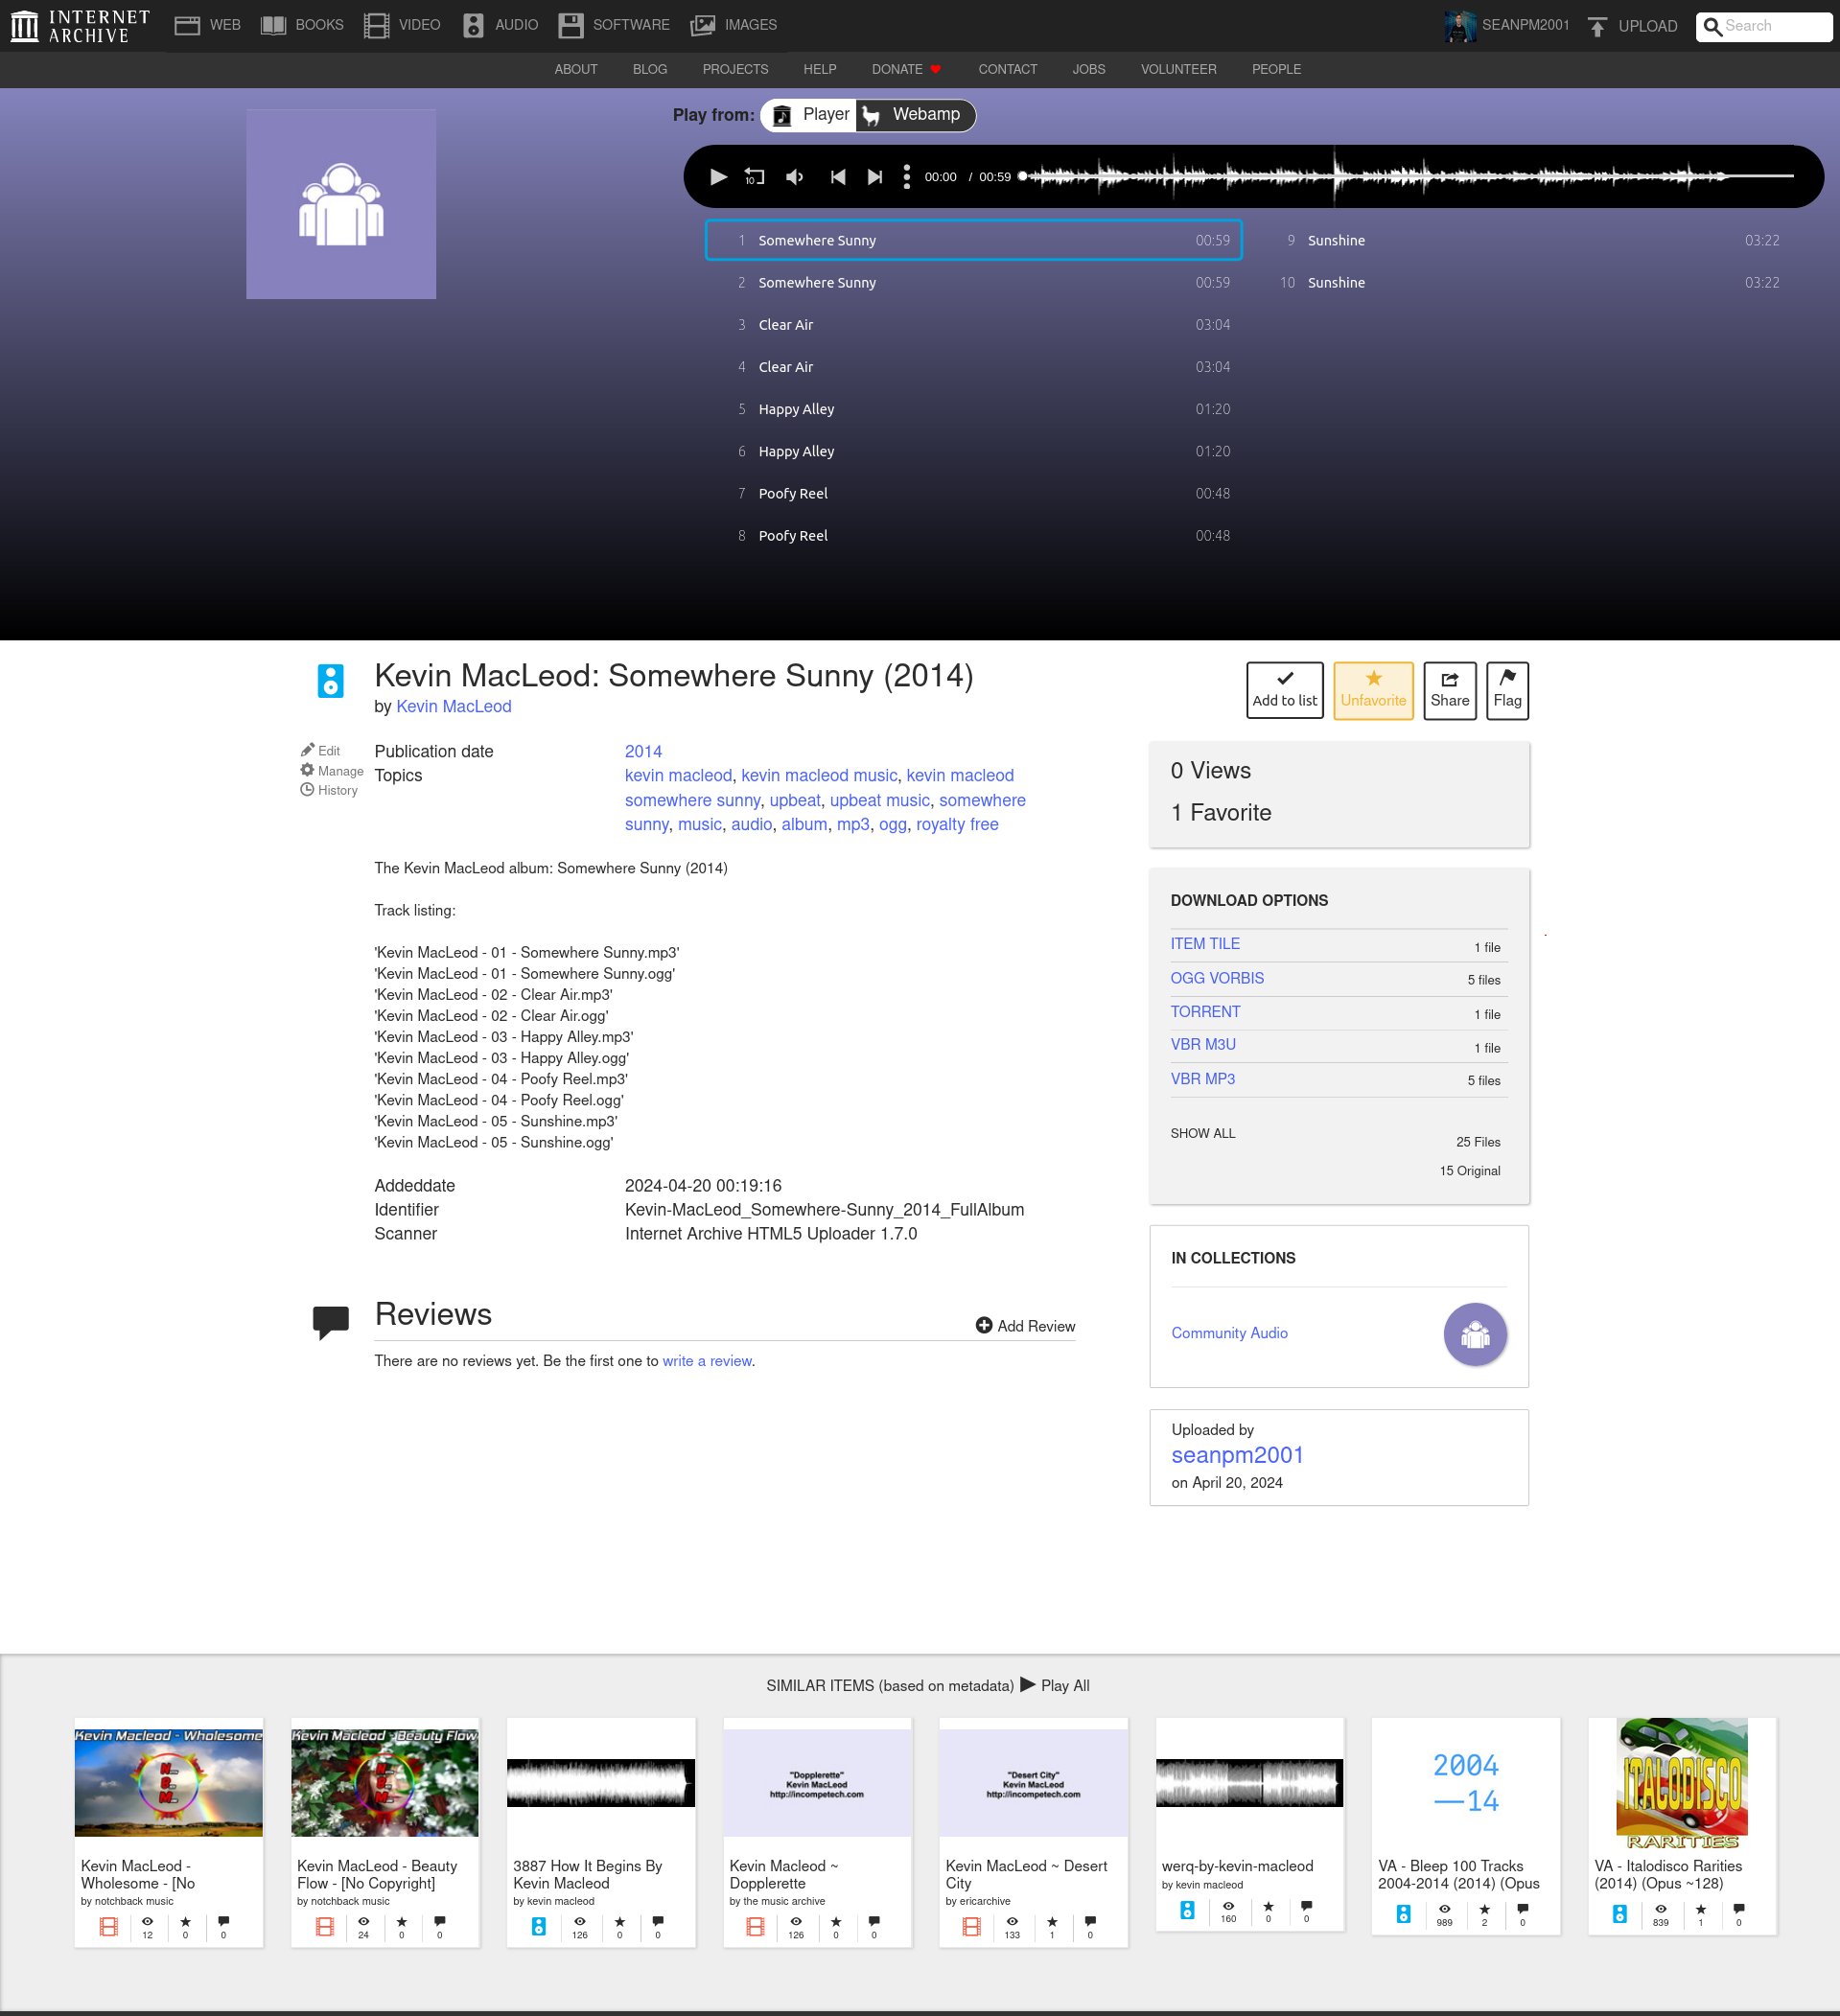 INTERNET ARCHIVE
WEB BOOKS VIDEO AUDIO SOFTWARE IMAGES SEANPM2001 UPLOAD Search
ABOUT BLOG PROJECTS HELP DONATE CONTACT JOBS VOLUNTEER PEOPLE
Play from: Player Webamp
10 00:00 / 00:59
1 Somewhere Sunny 00:59
2 Somewhere Sunny 00:59
3 Clear Air 03:04
4 Clear Air 03:04
5 Happy Alley 01:20
6 Happy Alley 01:20
7 Poofy Reel 00:48
8 Poofy Reel 00:48
9 Sunshine 03:22
10 Sunshine 03:22
Kevin MacLeod: Somewhere Sunny (2014)
by Kevin MacLeod
Edit
Manage
History
Publication date 2014
Topics kevin macleod, kevin macleod music, kevin macleod
somewhere sunny, upbeat, upbeat music, somewhere
sunny, music, audio, album, mp3, ogg, royalty free
The Kevin MacLeod album: Somewhere Sunny (2014)
Track listing:
'Kevin MacLeod - 01 - Somewhere Sunny.mp3'
'Kevin MacLeod - 01 - Somewhere Sunny.ogg'
'Kevin MacLeod - 02 - Clear Air.mp3'
'Kevin MacLeod - 02 - Clear Air.ogg'
'Kevin MacLeod - 03 - Happy Alley.mp3'
'Kevin MacLeod - 03 - Happy Alley.ogg'
'Kevin MacLeod - 04 - Poofy Reel.mp3'
'Kevin MacLeod - 04 - Poofy Reel.ogg'
'Kevin MacLeod - 05 - Sunshine.mp3'
'Kevin MacLeod - 05 - Sunshine.ogg'
Addeddate 2024-04-20 00:19:16
Identifier Kevin-MacLeod_Somewhere-Sunny_2014_FullAlbum
Scanner Internet Archive HTML5 Uploader 1.7.0
Reviews
Add Review
There are no reviews yet. Be the first one to write a review.
Add to list Unfavorite Share Flag
0 Views
1 Favorite
DOWNLOAD OPTIONS
ITEM TILE 1 file
OGG VORBIS 5 files
TORRENT 1 file
VBR M3U 1 file
VBR MP3 5 files
SHOW ALL 25 Files
15 Original
IN COLLECTIONS
Community Audio
Uploaded by
seanpm2001
on April 20, 2024
SIMILAR ITEMS (based on metadata) Play All
Kevin Macleod - Wholesome
N.
B.
M.
Kevin MacLeod -
Wholesome - [No
by notchback music
12 0 0
Kevin Macleod - Beauty Flow
N.
B.
M.
Kevin MacLeod - Beauty
Flow - [No Copyright]
by notchback music
24 0 0
3887 How It Begins By
Kevin Macleod
by kevin macleod
126 0 0
"Dopplerette"
Kevin MacLeod
http://incompetech.com
Kevin Macleod ~
Dopplerette
by the music archive
126 0 0
"Desert City"
Kevin MacLeod
http://incompetech.com
Kevin MacLeod ~ Desert
City
by ericarchive
133 1 0
werq-by-kevin-macleod
by kevin macleod
160 0 0
2004
—14
VA - Bleep 100 Tracks
2004-2014 (2014) (Opus
989 2 0
ITALODISCO
RARITIES
VA - Italodisco Rarities
(2014) (Opus ~128)
839 1 0